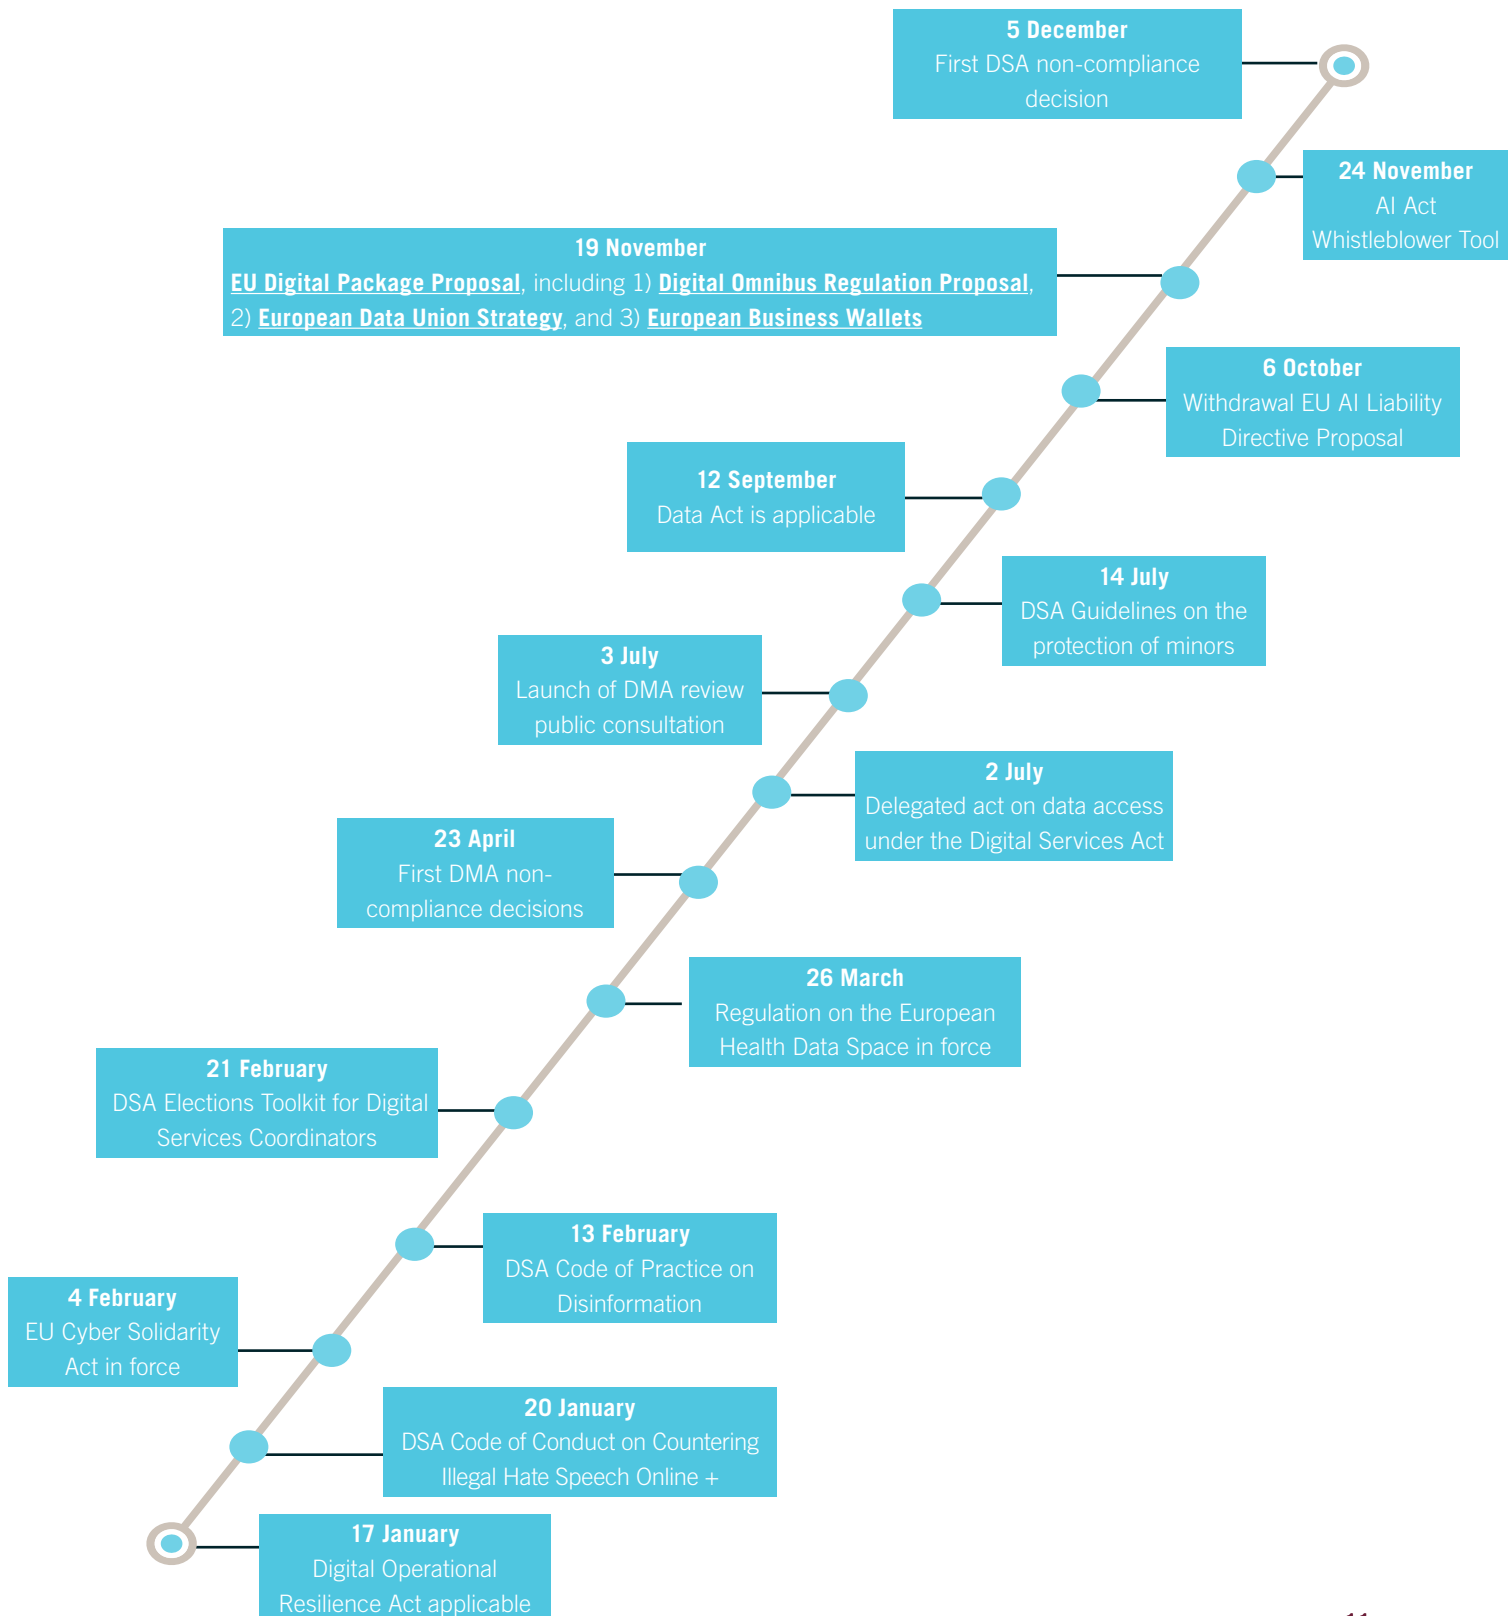 5 December
First DSA non-compliance
decision
24 November
AI Act
Whistleblower Tool
19 November
EU Digital Package Proposal, including 1) Digital Omnibus Regulation Proposal,
2) European Data Union Strategy, and 3) European Business Wallets
6 October
Withdrawal EU AI Liability
Directive Proposal
12 September
Data Act is applicable
14 July
DSA Guidelines on the
protection of minors
3 July
Launch of DMA review
public consultation
2 July
Delegated act on data access
under the Digital Services Act
23 April
First DMA non-
compliance decisions
26 March
Regulation on the European
Health Data Space in force
21 February
DSA Elections Toolkit for Digital
Services Coordinators
13 February
DSA Code of Practice on
Disinformation
4 February
EU Cyber Solidarity
Act in force
20 January
DSA Code of Conduct on Countering
Illegal Hate Speech Online +
17 January
Digital Operational
Resilience Act applicable